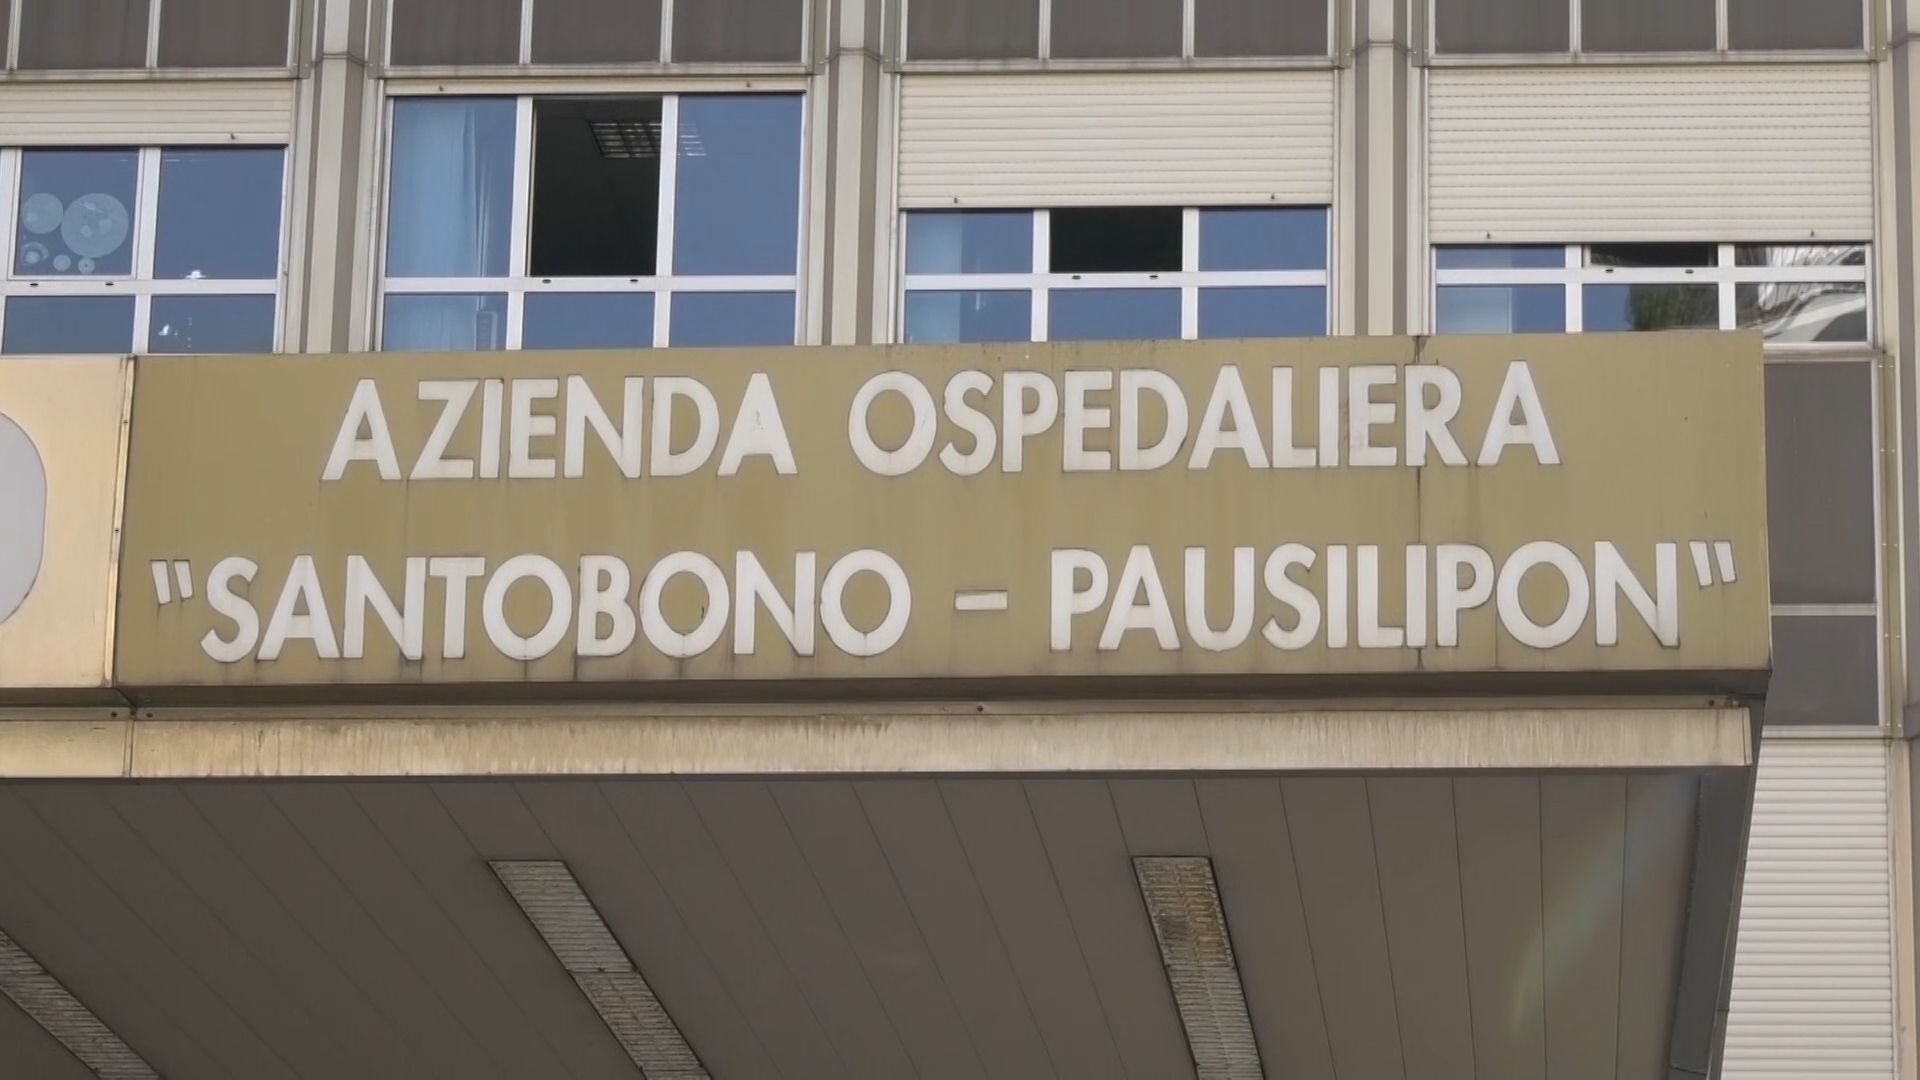 AZIENDA OSPEDALIERA
"SANTOBONO - PAUSILIPON"